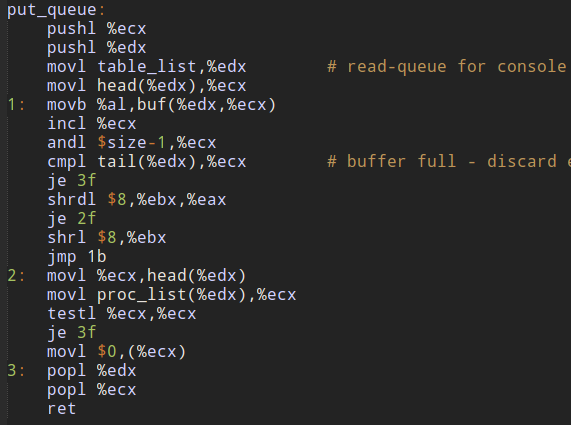 put_queue:
pushl %ecx
pushl %edx
movl table_list,%edx # read-queue for console
movl head(%edx),%ecx
1: movb %al,buf(%edx,%ecx)
incl %ecx
andl $size-1,%ecx
cmpl tail(%edx),%ecx # buffer full - discard
je 3f
shrdl $8,%ebx,%eax
je 2f
shrl $8,%ebx
jmp 1b
2: movl %ecx,head(%edx)
movl proc_list(%edx),%ecx
testl %ecx,%ecx
je 3f
movl $0,(%ecx)
3: popl %edx
popl %ecx
ret